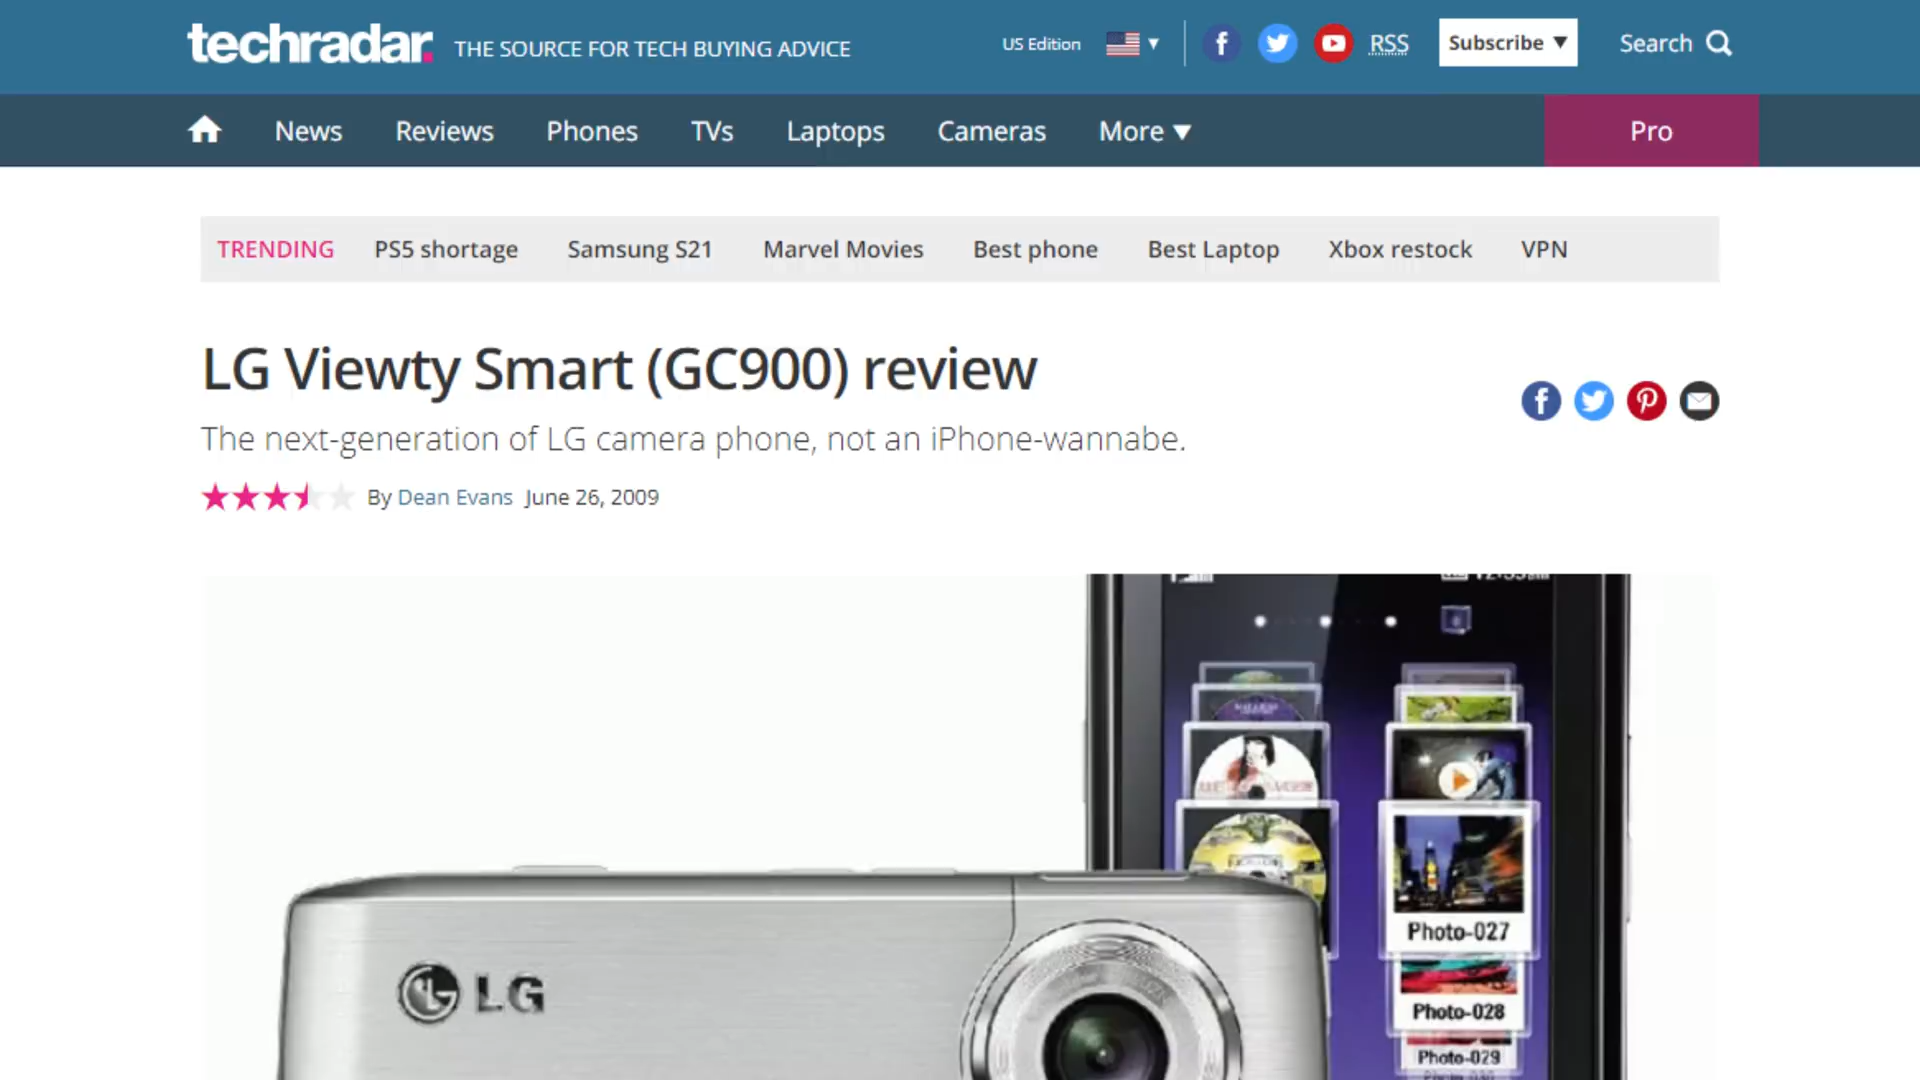 techradar. THE SOURCE FOR TECH BUYING ADVICE US Edition RSS Subscribe Search
News Reviews Phones TVs Laptops Cameras More Pro
TRENDING PS5 shortage Samsung S21 Marvel Movies Best phone Best Laptop Xbox restock VPN
LG Viewty Smart (GC900) review
The next-generation of LG camera phone, not an iPhone-wannabe.
By Dean Evans June 26, 2009
Photo-027
LG
Photo-028
Photo-029